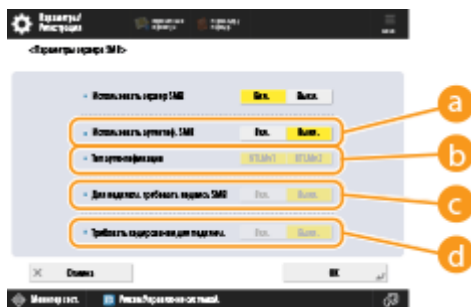 Параметры/
Регистрация
<Параметры сервера SMB>
Использовать сервер SMB Вкл. Выкл.
Использовать аутентиф. SMB Вкл. Выкл. a
Тип аутентификации NTLMv1 NTLMv2 b
Для подключ. требовать подпись SMB Вкл. Выкл. c
Требовать кодирования для подключ. Вкл. Выкл. d
Отмена OK
Монитор сост.